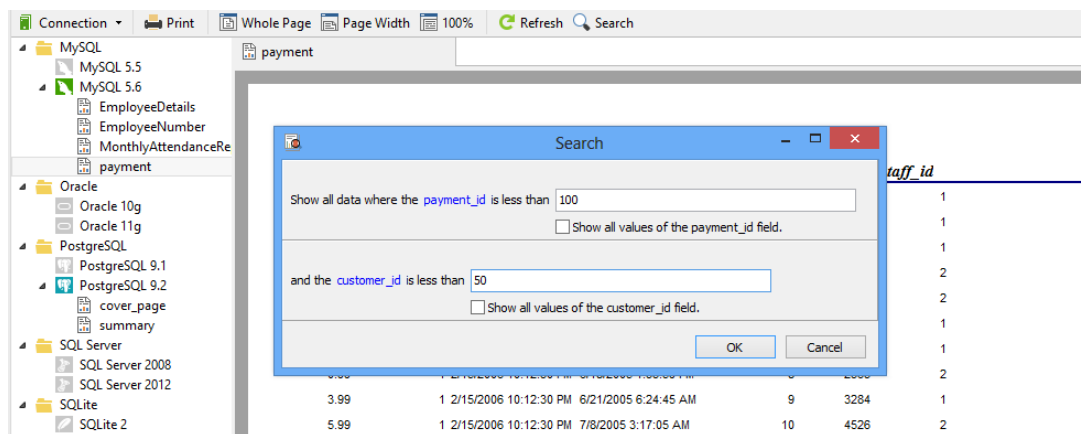 Connection Print Whole Page Page Width 100% Refresh Search
MySQL
MySQL 5.5
MySQL 5.6
EmployeeDetails
EmployeeNumber
MonthlyAttendanceRe
payment
Oracle
Oracle 10g
Oracle 11g
PostgreSQL
PostgreSQL 9.1
PostgreSQL 9.2
cover_page
summary
SQL Server
SQL Server 2008
SQL Server 2012
SQLite
SQLite 2
payment
Search
Show all data where the payment_id is less than 100
Show all values of the payment_id field.
and the customer_id is less than 50
Show all values of the customer_id field.
OK Cancel
taff_id
1
1
1
2
2
1
1
2
3.99 1 2/15/2006 10:12:30 PM 6/21/2005 6:24:45 AM 9 3284 1
5.99 1 2/15/2006 10:12:30 PM 7/8/2005 3:17:05 AM 10 4526 2